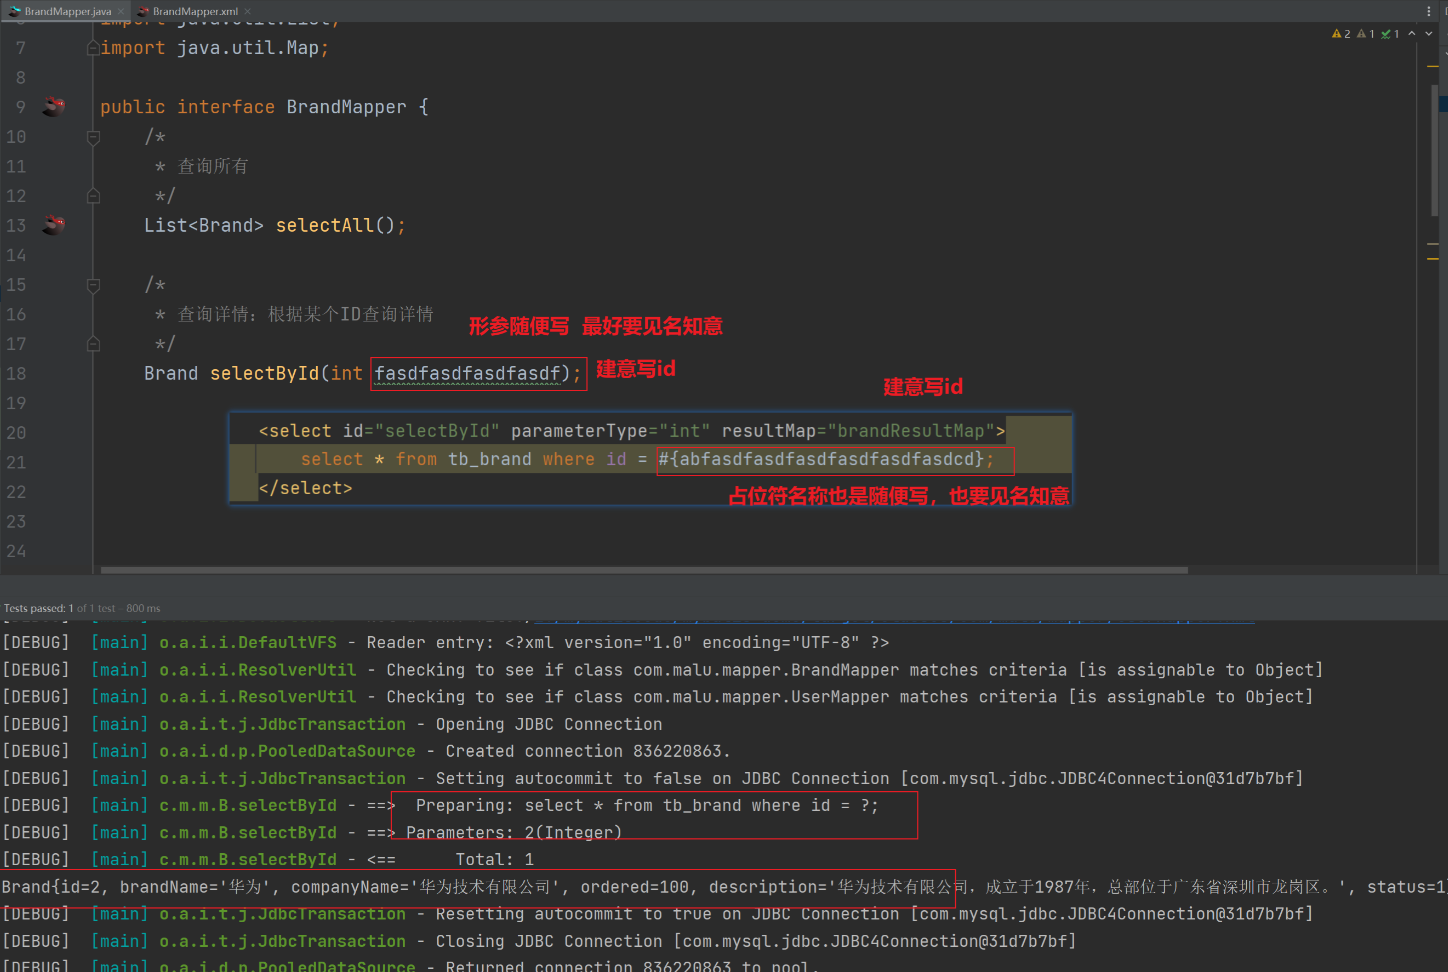 BrandMapper.java
BrandMapper.xml
import java.util.List;
7 import java.util.Map;
2 1 1
8
9 public interface BrandMapper {
10 /*
11 * 查询所有
12 */
13 List<Brand> selectAll();
14
15 /*
16 * 查询详情：根据某个ID查询详情
形参随便写 最好要见名知意
17 */
18 Brand selectById(int fasdfasdfasdfasdf);
建意写id
建意写id
19
20 <select id="selectById" parameterType="int" resultMap="brandResultMap">
21 select * from tb_brand where id = #{abfasdfasdfasdfasdfasdfasdcd};
22 </select>
占位符名称也是随便写，也要见名知意
23
24
Tests passed: 1 of 1 test – 800 ms
[DEBUG] [main] o.a.i.i.DefaultVFS - Reader entry: <?xml version="1.0" encoding="UTF-8" ?>
[DEBUG] [main] o.a.i.i.ResolverUtil - Checking to see if class com.malu.mapper.BrandMapper matches criteria [is assignable to Object]
[DEBUG] [main] o.a.i.i.ResolverUtil - Checking to see if class com.malu.mapper.UserMapper matches criteria [is assignable to Object]
[DEBUG] [main] o.a.i.t.j.JdbcTransaction - Opening JDBC Connection
[DEBUG] [main] o.a.i.d.p.PooledDataSource - Created connection 836220863.
[DEBUG] [main] o.a.i.t.j.JdbcTransaction - Setting autocommit to false on JDBC Connection [com.mysql.jdbc.JDBC4Connection@31d7b7bf]
[DEBUG] [main] c.m.m.B.selectById - ==> Preparing: select * from tb_brand where id = ?;
[DEBUG] [main] c.m.m.B.selectById - ==> Parameters: 2(Integer)
[DEBUG] [main] c.m.m.B.selectById - <== Total: 1
Brand{id=2, brandName='华为', companyName='华为技术有限公司', ordered=100, description='华为技术有限公司，成立于1987年，总部位于广东省深圳市龙岗区。', status=1
[DEBUG] [main] o.a.i.t.j.JdbcTransaction - Resetting autocommit to true on JDBC Connection [com.mysql.jdbc.JDBC4Connection@31d7b7bf]
[DEBUG] [main] o.a.i.t.j.JdbcTransaction - Closing JDBC Connection [com.mysql.jdbc.JDBC4Connection@31d7b7bf]
[DEBUG] [main] o.a.i.d.p.PooledDataSource - Returned connection 836220863 to pool.